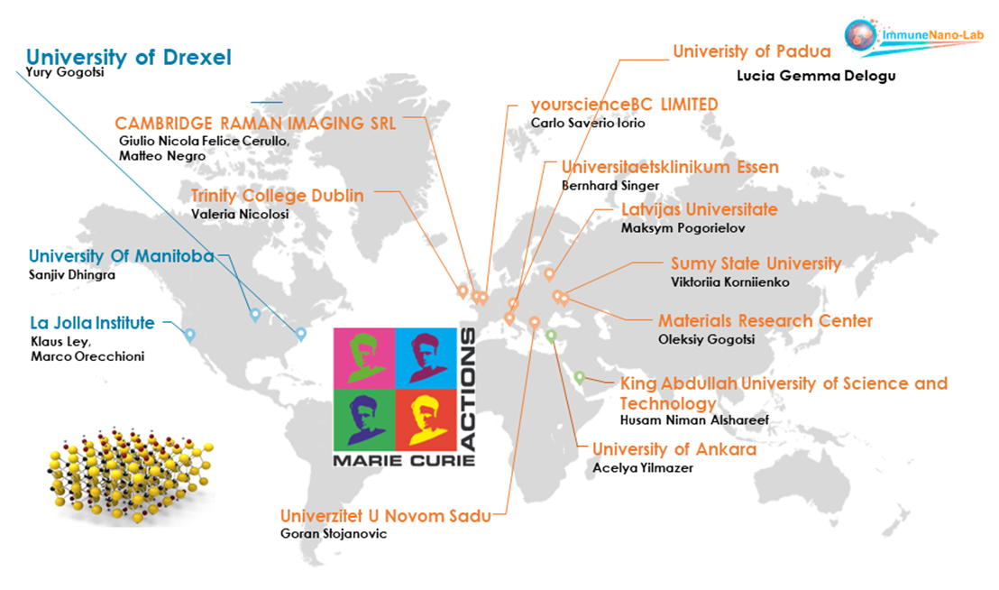 ImmuneNano-Lab
Univeristy of Padua
Lucia Gemma Delogu
University of Drexel
Yury Gogotsi
yourscienceBC LIMITED
Carlo Saverio Iorio
CAMBRIDGE RAMAN IMAGING SRL
Giulio Nicola Felice Cerullo,
Matteo Negro
Universitaetsklinikum Essen
Bernhard Singer
Trinity College Dublin
Valeria Nicolosi
Latvijas Universitate
Maksym Pogorielov
University Of Manitoba
Sanjiv Dhingra
Sumy State University
Viktoriia Korniienko
La Jolla Institute
Klaus Ley,
Marco Orecchioni
Materials Research Center
Oleksiy Gogotsi
MARIE CURIE
ACTIONS
King Abdullah University of Science and
Technology
Husam Niman Alshareef
University of Ankara
Acelya Yilmazer
Univerzitet U Novom Sadu
Goran Stojanovic